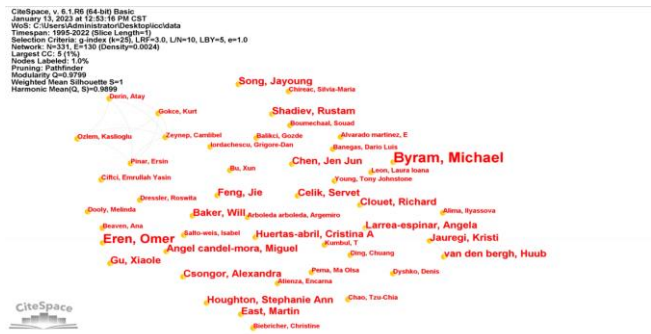 CiteSpace, v. 6.1.R6 (64-bit) Basic
January 13, 2023 at 12:53:16 PM CST
WoS: C:\Users\Administrator\Desktop\icc\data
Timespan: 1995-2022 (Slice Length=1)
Selection Criteria: g-index (k=25), LRF=3.0, L/N=10, LBY=5, e=1.0
Network: N=331, E=130 (Density=0.0024)
Largest CC: 5 (1%)
Nodes Labeled: 1.0%
Pruning: Pathfinder
Modularity Q=0.9799
Weighted Mean Silhouette S=1
Harmonic Mean(Q, S)=0.9899
Song, Jayoung
Chireac, Silvia-Maria
Derin, Atay
Gokce, Kurt
Shadiev, Rustam
Boumechaal, Souad
Ozlem, Kaslioglu
Zeynep, Camlibel
Balikci, Gozde
Alvarado martinez, E
Iordachescu, Grigore-Dan
Banegas, Dario Luis
Pinar, Ersin
Chen, Jen Jun
Byram, Michael
Bu, Xun
Leon, Laura Ioana
Ciftci, Emrullah Yasin
Young, Tony Johnstone
Dressler, Roswita
Feng, Jie
Celik, Servet
Clouet, Richard
Dooly, Melinda
Baker, Will
Arboleda arboleda, Argemiro
Alima, Ilyassova
Beaven, Ana
Salto-weis, Isabel
Huertas-abril, Cristina A
Larrea-espinar, Angela
Eren, Omer
Kumbul, T
Jauregi, Kristi
Angel candel-mora, Miguel
Ding, Chuang
van den bergh, Huub
Gu, Xiaole
Csongor, Alexandra
Pema, Ma Olsa
Dyshko, Denis
Atienza, Encarna
Houghton, Stephanie Ann
Chao, Tzu-Chia
East, Martin
Biebricher, Christine
CiteSpace